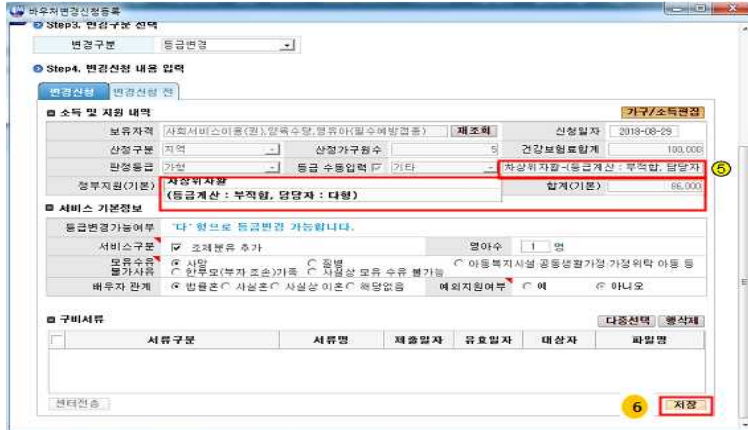 바우처변경신청등록
Step3. 변경구분 선택
변경구분 등급변경
Step4. 변경신청 내용 입력
변경신청 변경신청 전
소득 및 지원 내역 가구/소득편집
보유자격 사회서비스이용(권),양육수당,영유아(필수예방접종) 재조회 신청일자 2018-08-29
산정구분 지역 산정가구원수 5 건강보험료합계 100,000
판정등급 가형 등급 수동입력 기타 차상위자활-(등급계산 : 부적합, 담당자 ⑤
정부지원(기본) 차상위자활 합계(기본) 86,000
(등급계산 : 부적합, 담당자 : 다형)
서비스 기본정보
등급변경가능여부 "다" 형으로 등급변경 가능합니다.
서비스구분 조제분유 추가 영아수 1 명
모유수유 불가사유 사망 질병 아동복지시설·공동생활가정·가정위탁 아동 등
한부모(부자·조손)가족 사실상 모유 수유 불가능
배우자 관계 법률혼 사실혼 사실상 이혼 해당없음 예외지원여부 예 아니오
구비서류 다중선택 행삭제
서류구분 서류명 제출일자 유효일자 대상자 파일명
센터전송 6 저장